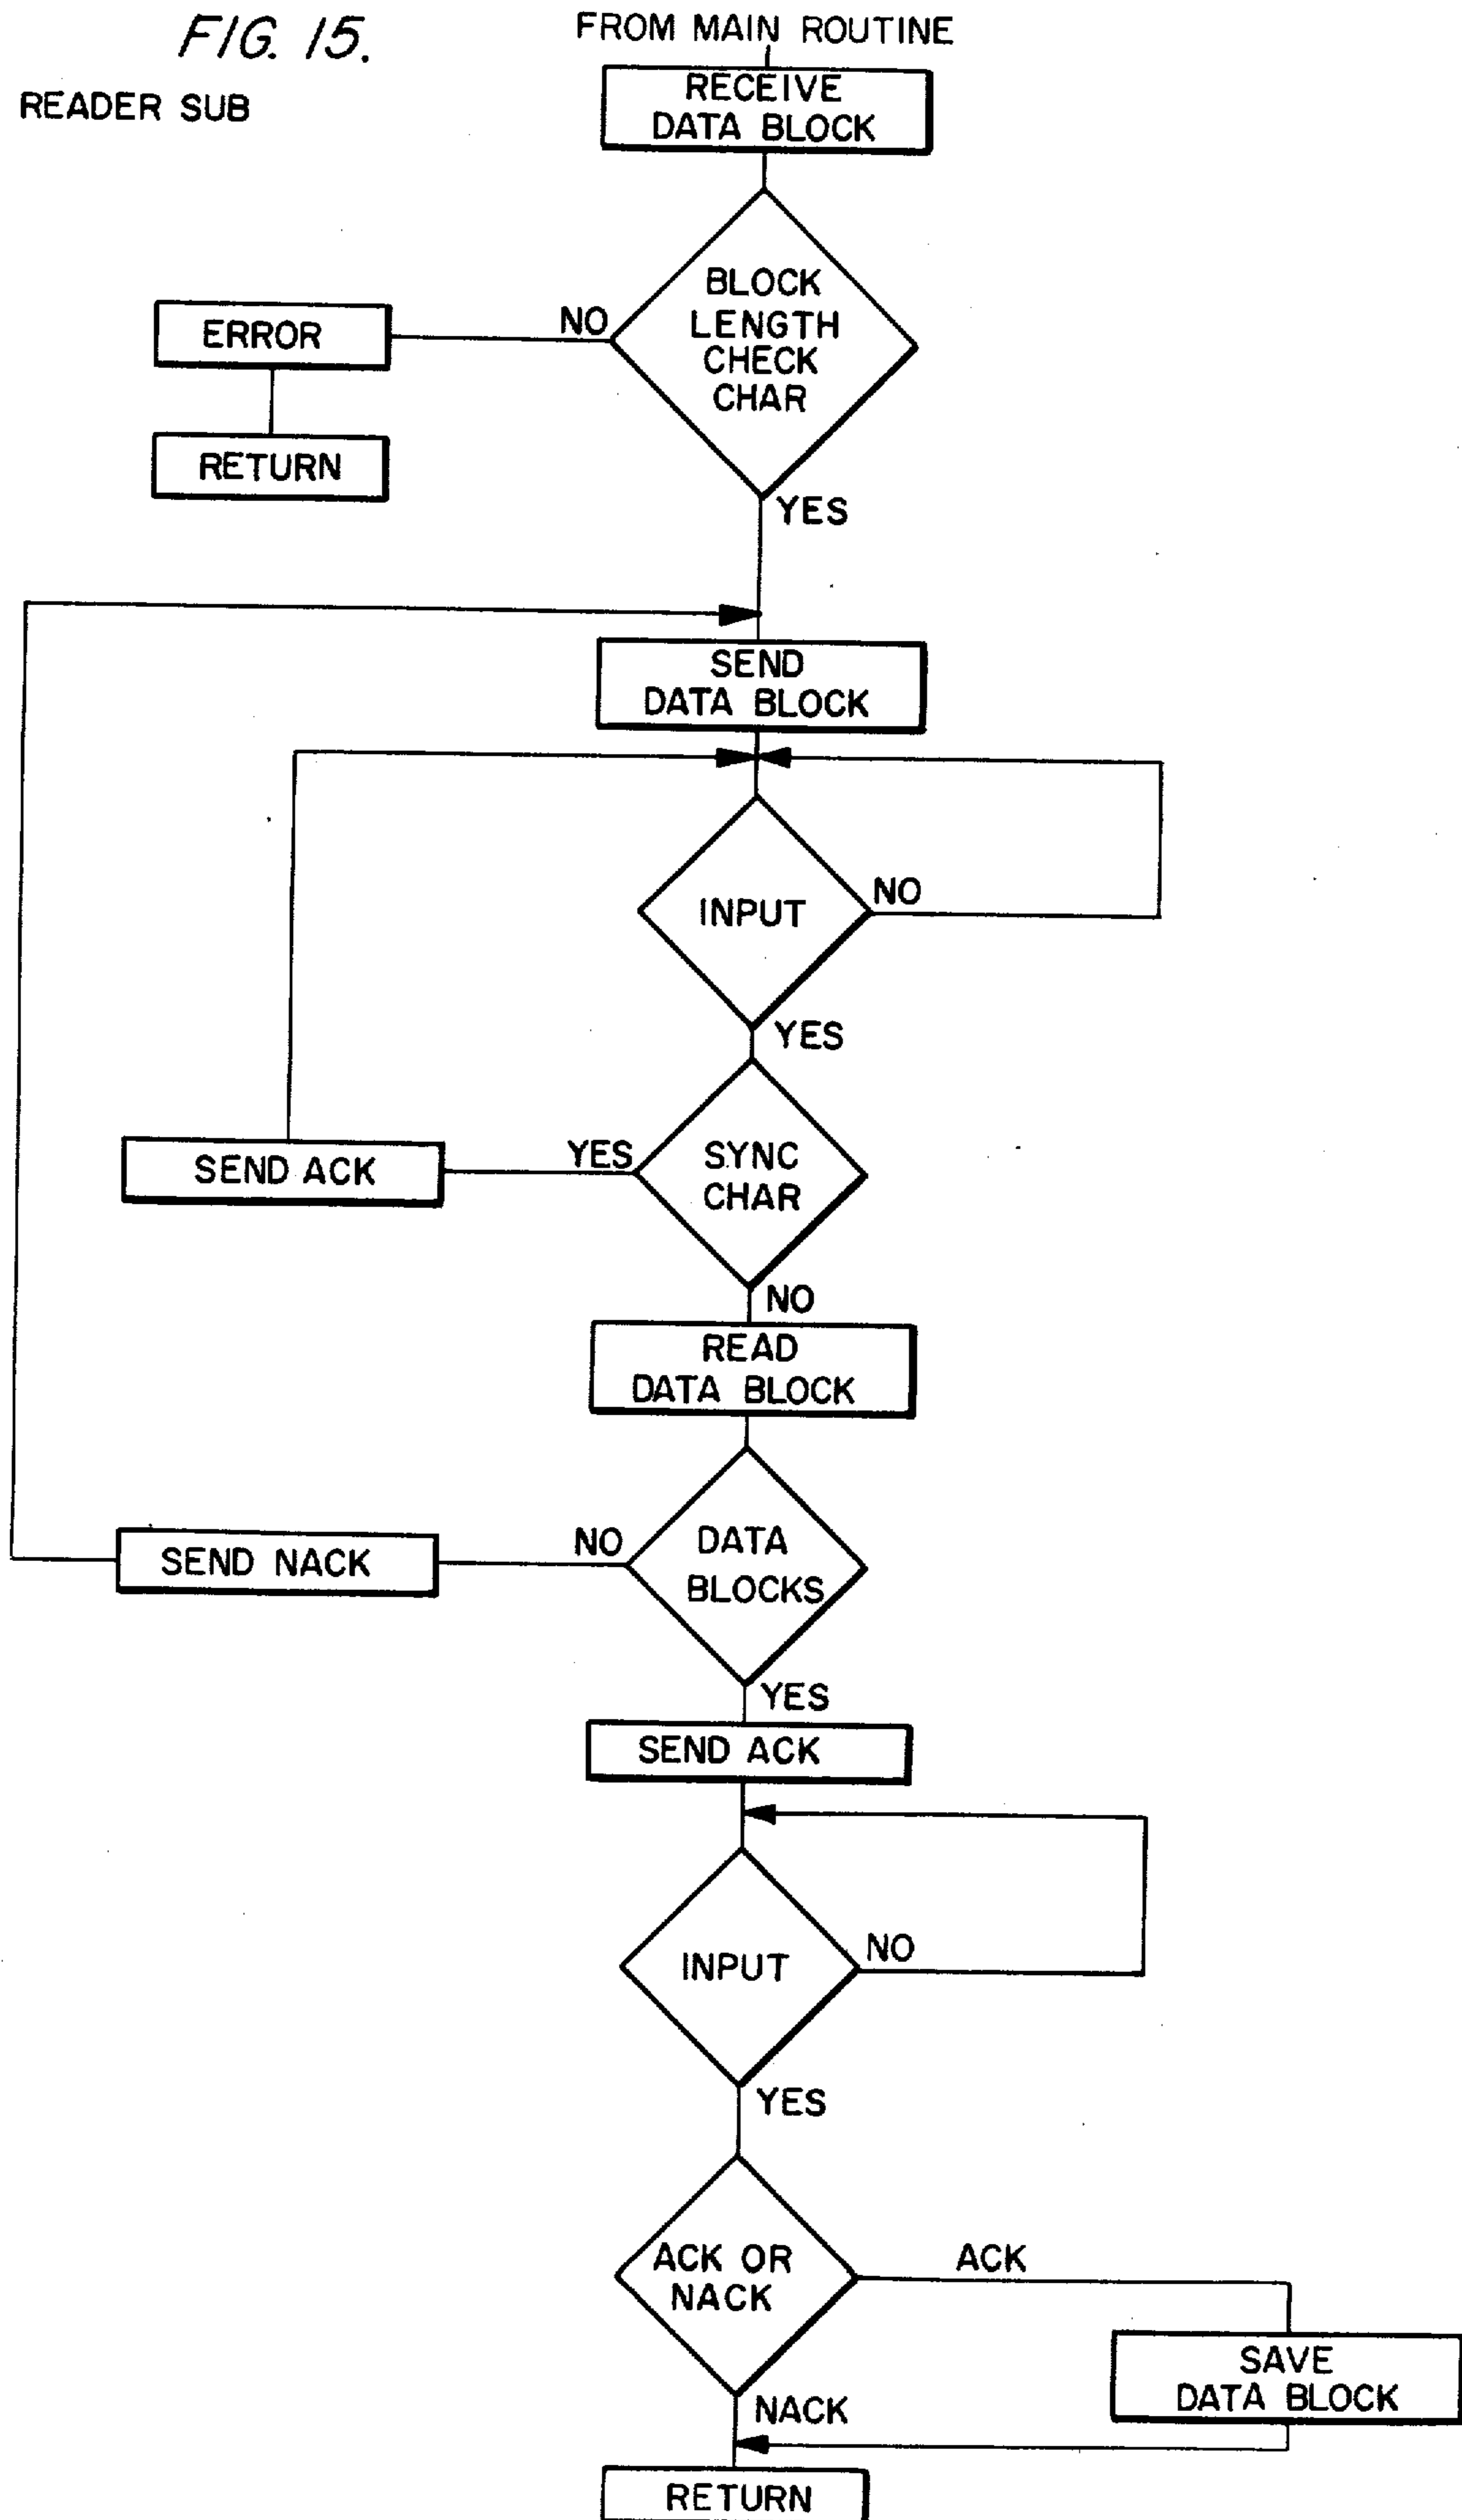 FIG. 15.
FROM MAIN ROUTINE
READER SUB
RECEIVE
DATA BLOCK
BLOCK
LENGTH
CHECK
CHAR
NO
ERROR
RETURN
YES
SEND
DATA BLOCK
INPUT
NO
YES
SYNC
CHAR
YES
SEND ACK
NO
READ
DATA BLOCK
DATA
BLOCKS
NO
SEND NACK
YES
SEND ACK
INPUT
NO
YES
ACK OR
NACK
ACK
SAVE
DATA BLOCK
NACK
RETURN